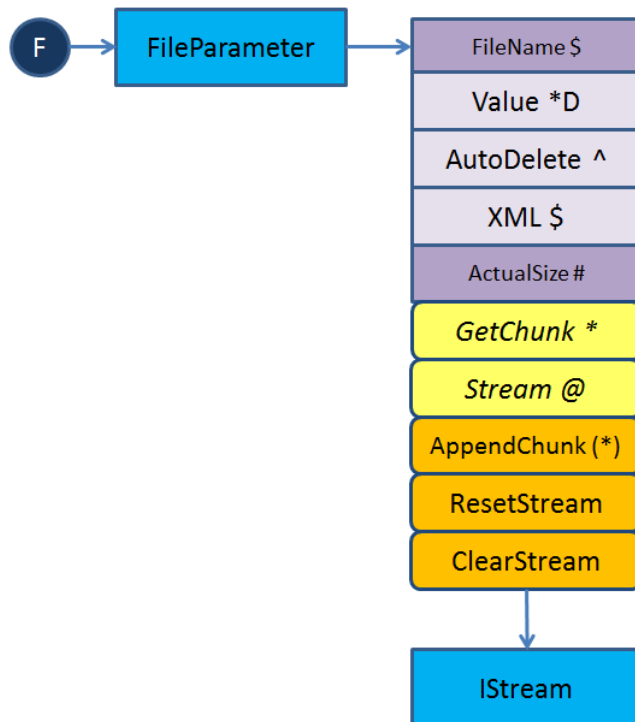 F
FileParameter
FileName $
Value *D
AutoDelete ^
XML $
ActualSize #
GetChunk *
Stream @
AppendChunk (*)
ResetStream
ClearStream
IStream